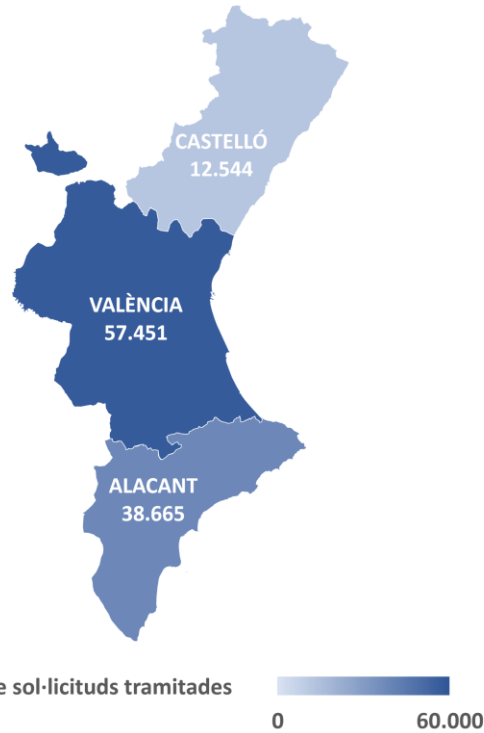 CASTELLÓ
12.544
VALÈNCIA
57.451
ALACANT
38.665
e sol·licituds tramitades
0
60.000